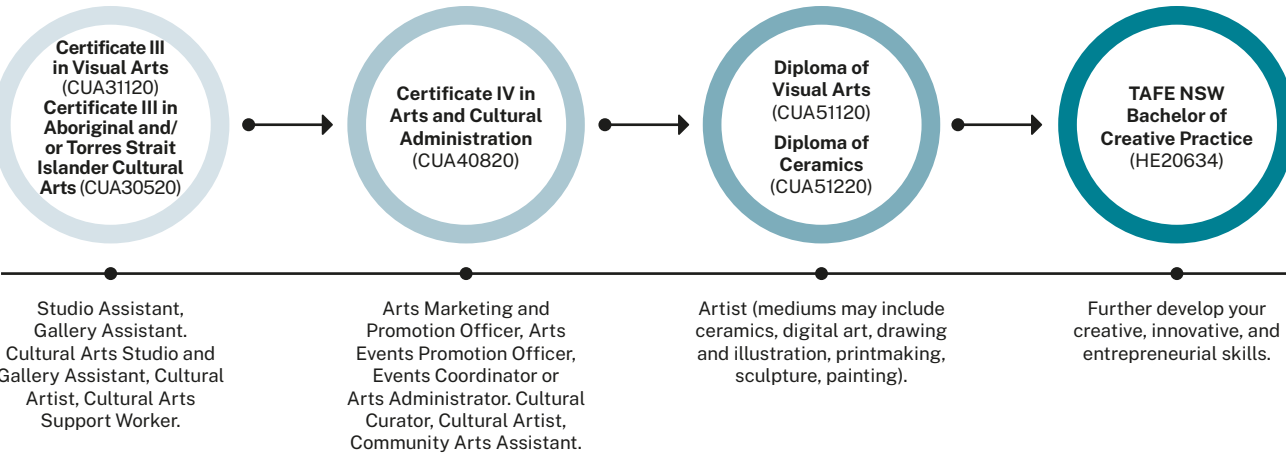 Certificate III
in Visual Arts
(CUA31120)
Certificate III in
Aboriginal and/
or Torres Strait
Islander Cultural
Arts (CUA30520)
Certificate IV in
Arts and Cultural
Administration
(CUA40820)
Diploma of
Visual Arts
(CUA51120)
Diploma of
Ceramics
(CUA51220)
TAFE NSW
Bachelor of
Creative Practice
(HE20634)
Studio Assistant,
Gallery Assistant.
Cultural Arts Studio and
Gallery Assistant, Cultural
Artist, Cultural Arts
Support Worker.
Arts Marketing and
Promotion Officer, Arts
Events Promotion Officer,
Events Coordinator or
Arts Administrator. Cultural
Curator, Cultural Artist,
Community Arts Assistant.
Artist (mediums may include
ceramics, digital art, drawing
and illustration, printmaking,
sculpture, painting).
Further develop your
creative, innovative, and
entrepreneurial skills.